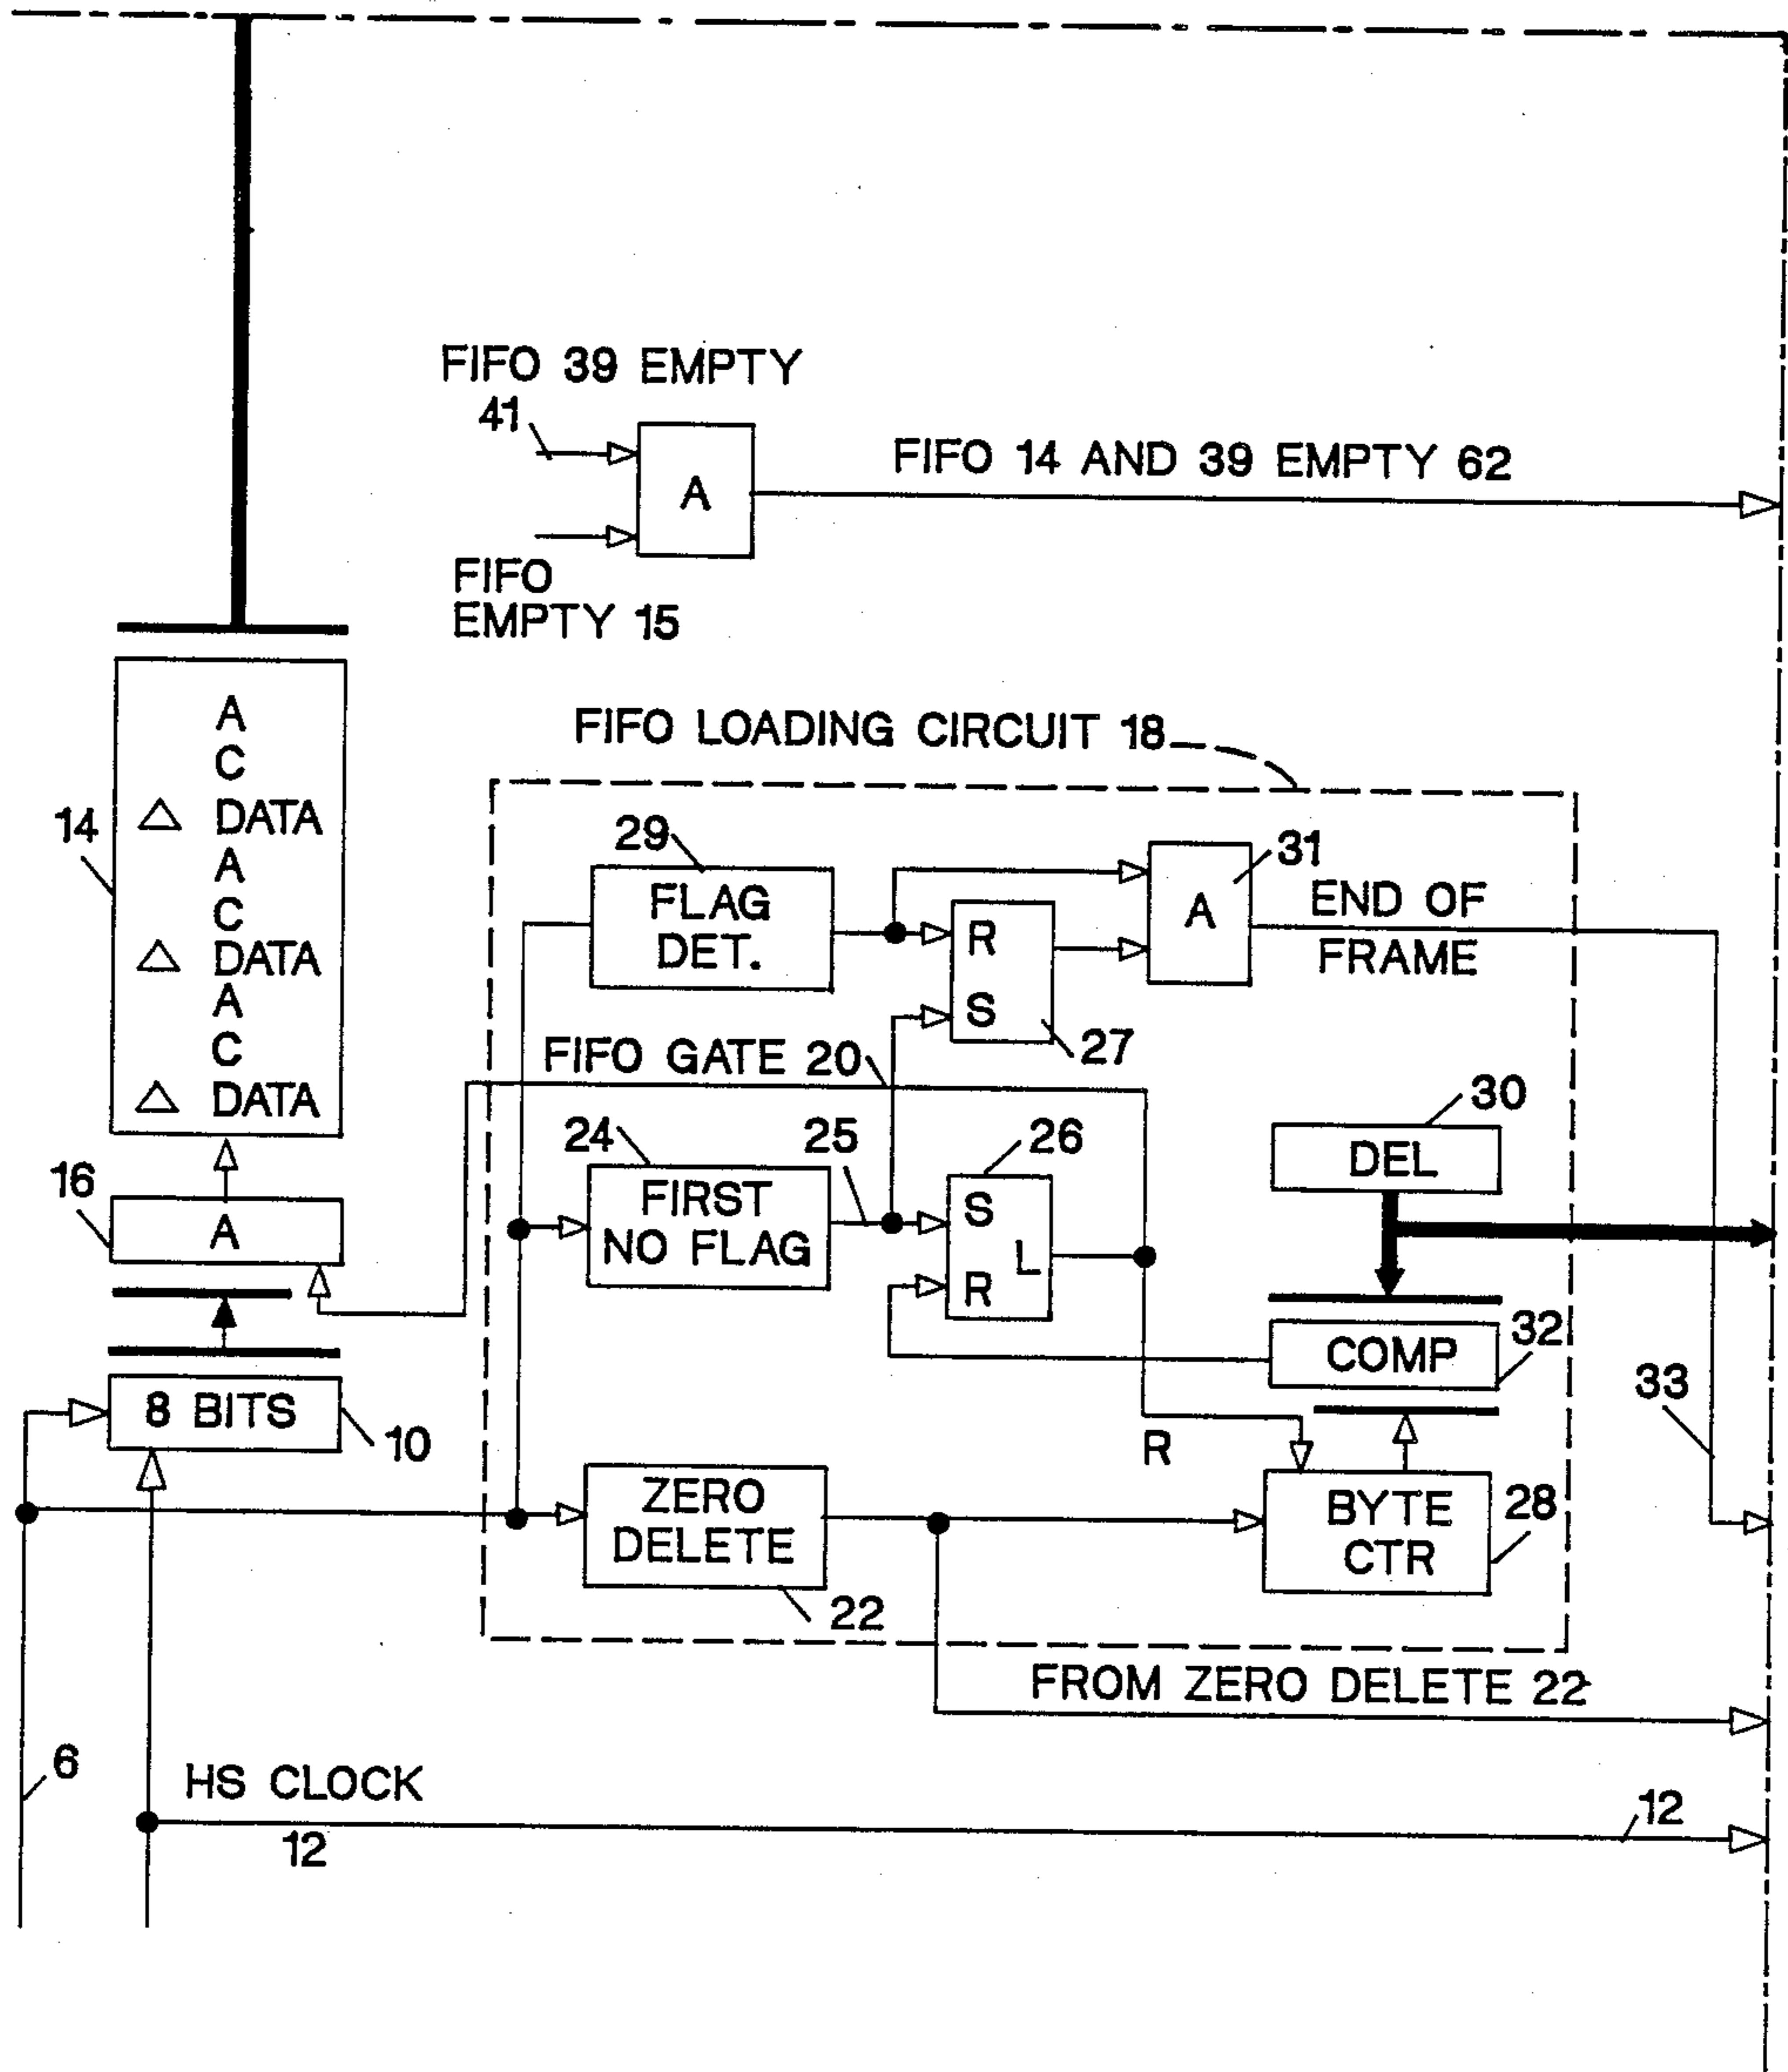 FIFO 39 EMPTY
41
A
FIFO 14 AND 39 EMPTY 62
FIFO
EMPTY 15
14
A
C
△ DATA
A
C
△ DATA
A
C
△ DATA
FIFO LOADING CIRCUIT 18
29
FLAG
DET.
R
S
27
A
31
END OF
FRAME
FIFO GATE 20
24
FIRST
NO FLAG
25
26
S
L
R
30
DEL
COMP
32
33
16
A
8 BITS
10
R
ZERO
DELETE
22
BYTE
CTR
28
FROM ZERO DELETE 22
6
HS CLOCK
12
12